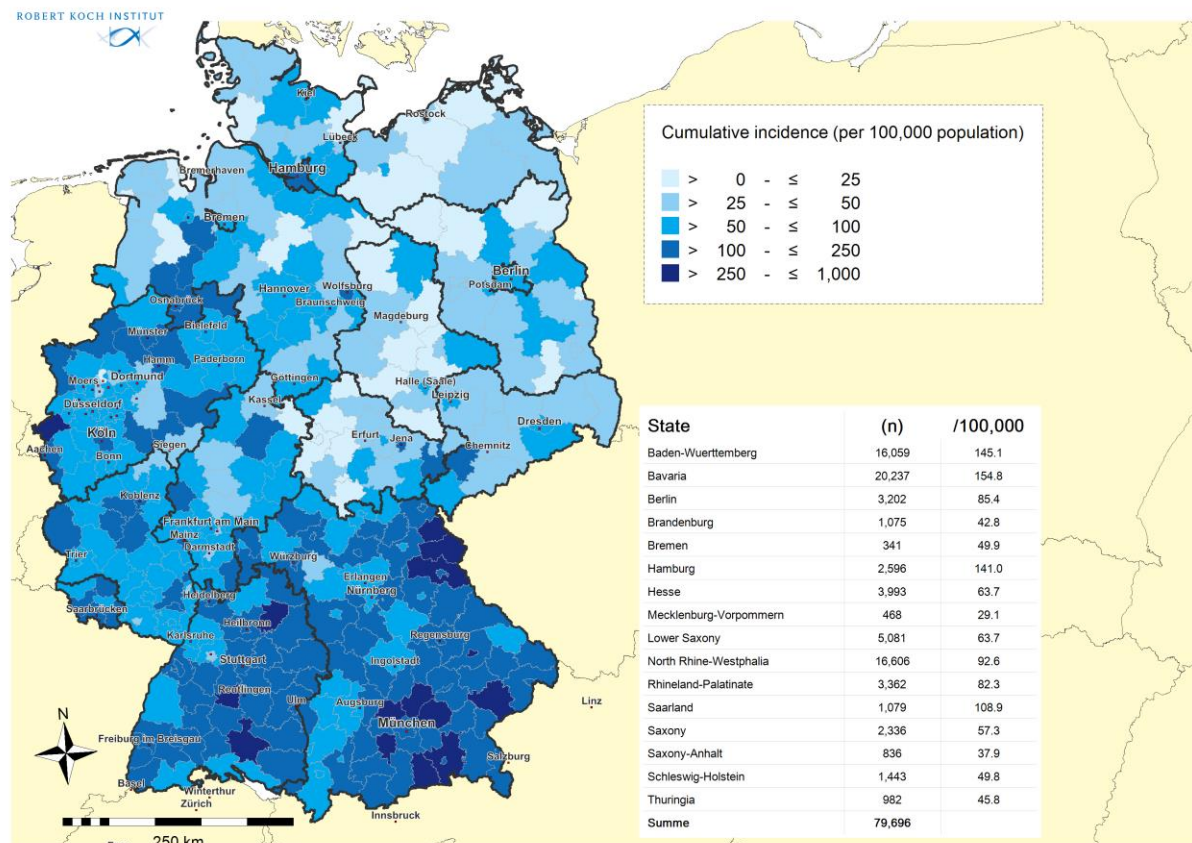 ROBERT KOCH INSTITUT
Kiel
Rostock
Lübeck
Hamburg
Bremerhaven
Bremen
Berlin
Potsdam
Wolfsburg
Hannover
Braunschweig
Magdeburg
Osnabrück
Münster
Bielefeld
Hamm
Paderborn
Moers
Dortmund
Göttingen
Halle (Saale)
Leipzig
Düsseldorf
Kassel
Dresden
Köln
Erfurt
Jena
Chemnitz
Aachen
Bonn
Siegen
Koblenz
Frankfurt am Main
Mainz
Darmstadt
Würzburg
Trier
Erlangen
Nürnberg
Heidelberg
Saarbrücken
Heilbronn
Karlsruhe
Regensburg
Stuttgart
Ingolstadt
Reutlingen
Ulm
Augsburg
München
Linz
Freiburg im Breisgau
Salzburg
Basel
Winterthur
Zürich
Innsbruck
N
250 km
Cumulative incidence (per 100,000 population)
> 0 - ≤ 25
> 25 - ≤ 50
> 50 - ≤ 100
> 100 - ≤ 250
> 250 - ≤ 1,000
State (n) /100,000
Baden-Wuerttemberg 16,059 145.1
Bavaria 20,237 154.8
Berlin 3,202 85.4
Brandenburg 1,075 42.8
Bremen 341 49.9
Hamburg 2,596 141.0
Hesse 3,993 63.7
Mecklenburg-Vorpommern 468 29.1
Lower Saxony 5,081 63.7
North Rhine-Westphalia 16,606 92.6
Rhineland-Palatinate 3,362 82.3
Saarland 1,079 108.9
Saxony 2,336 57.3
Saxony-Anhalt 836 37.9
Schleswig-Holstein 1,443 49.8
Thuringia 982 45.8
Summe 79,696